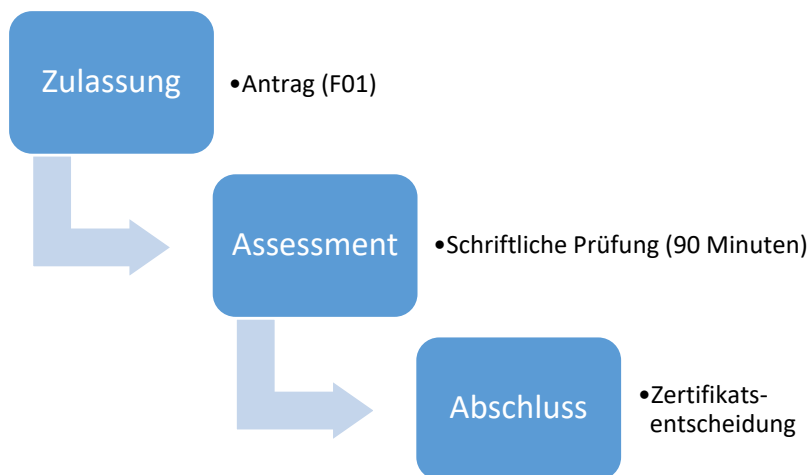 Zulassung
•Antrag (F01)
Assessment
•Schriftliche Prüfung (90 Minuten)
Abschluss
•Zertifikats-
entscheidung